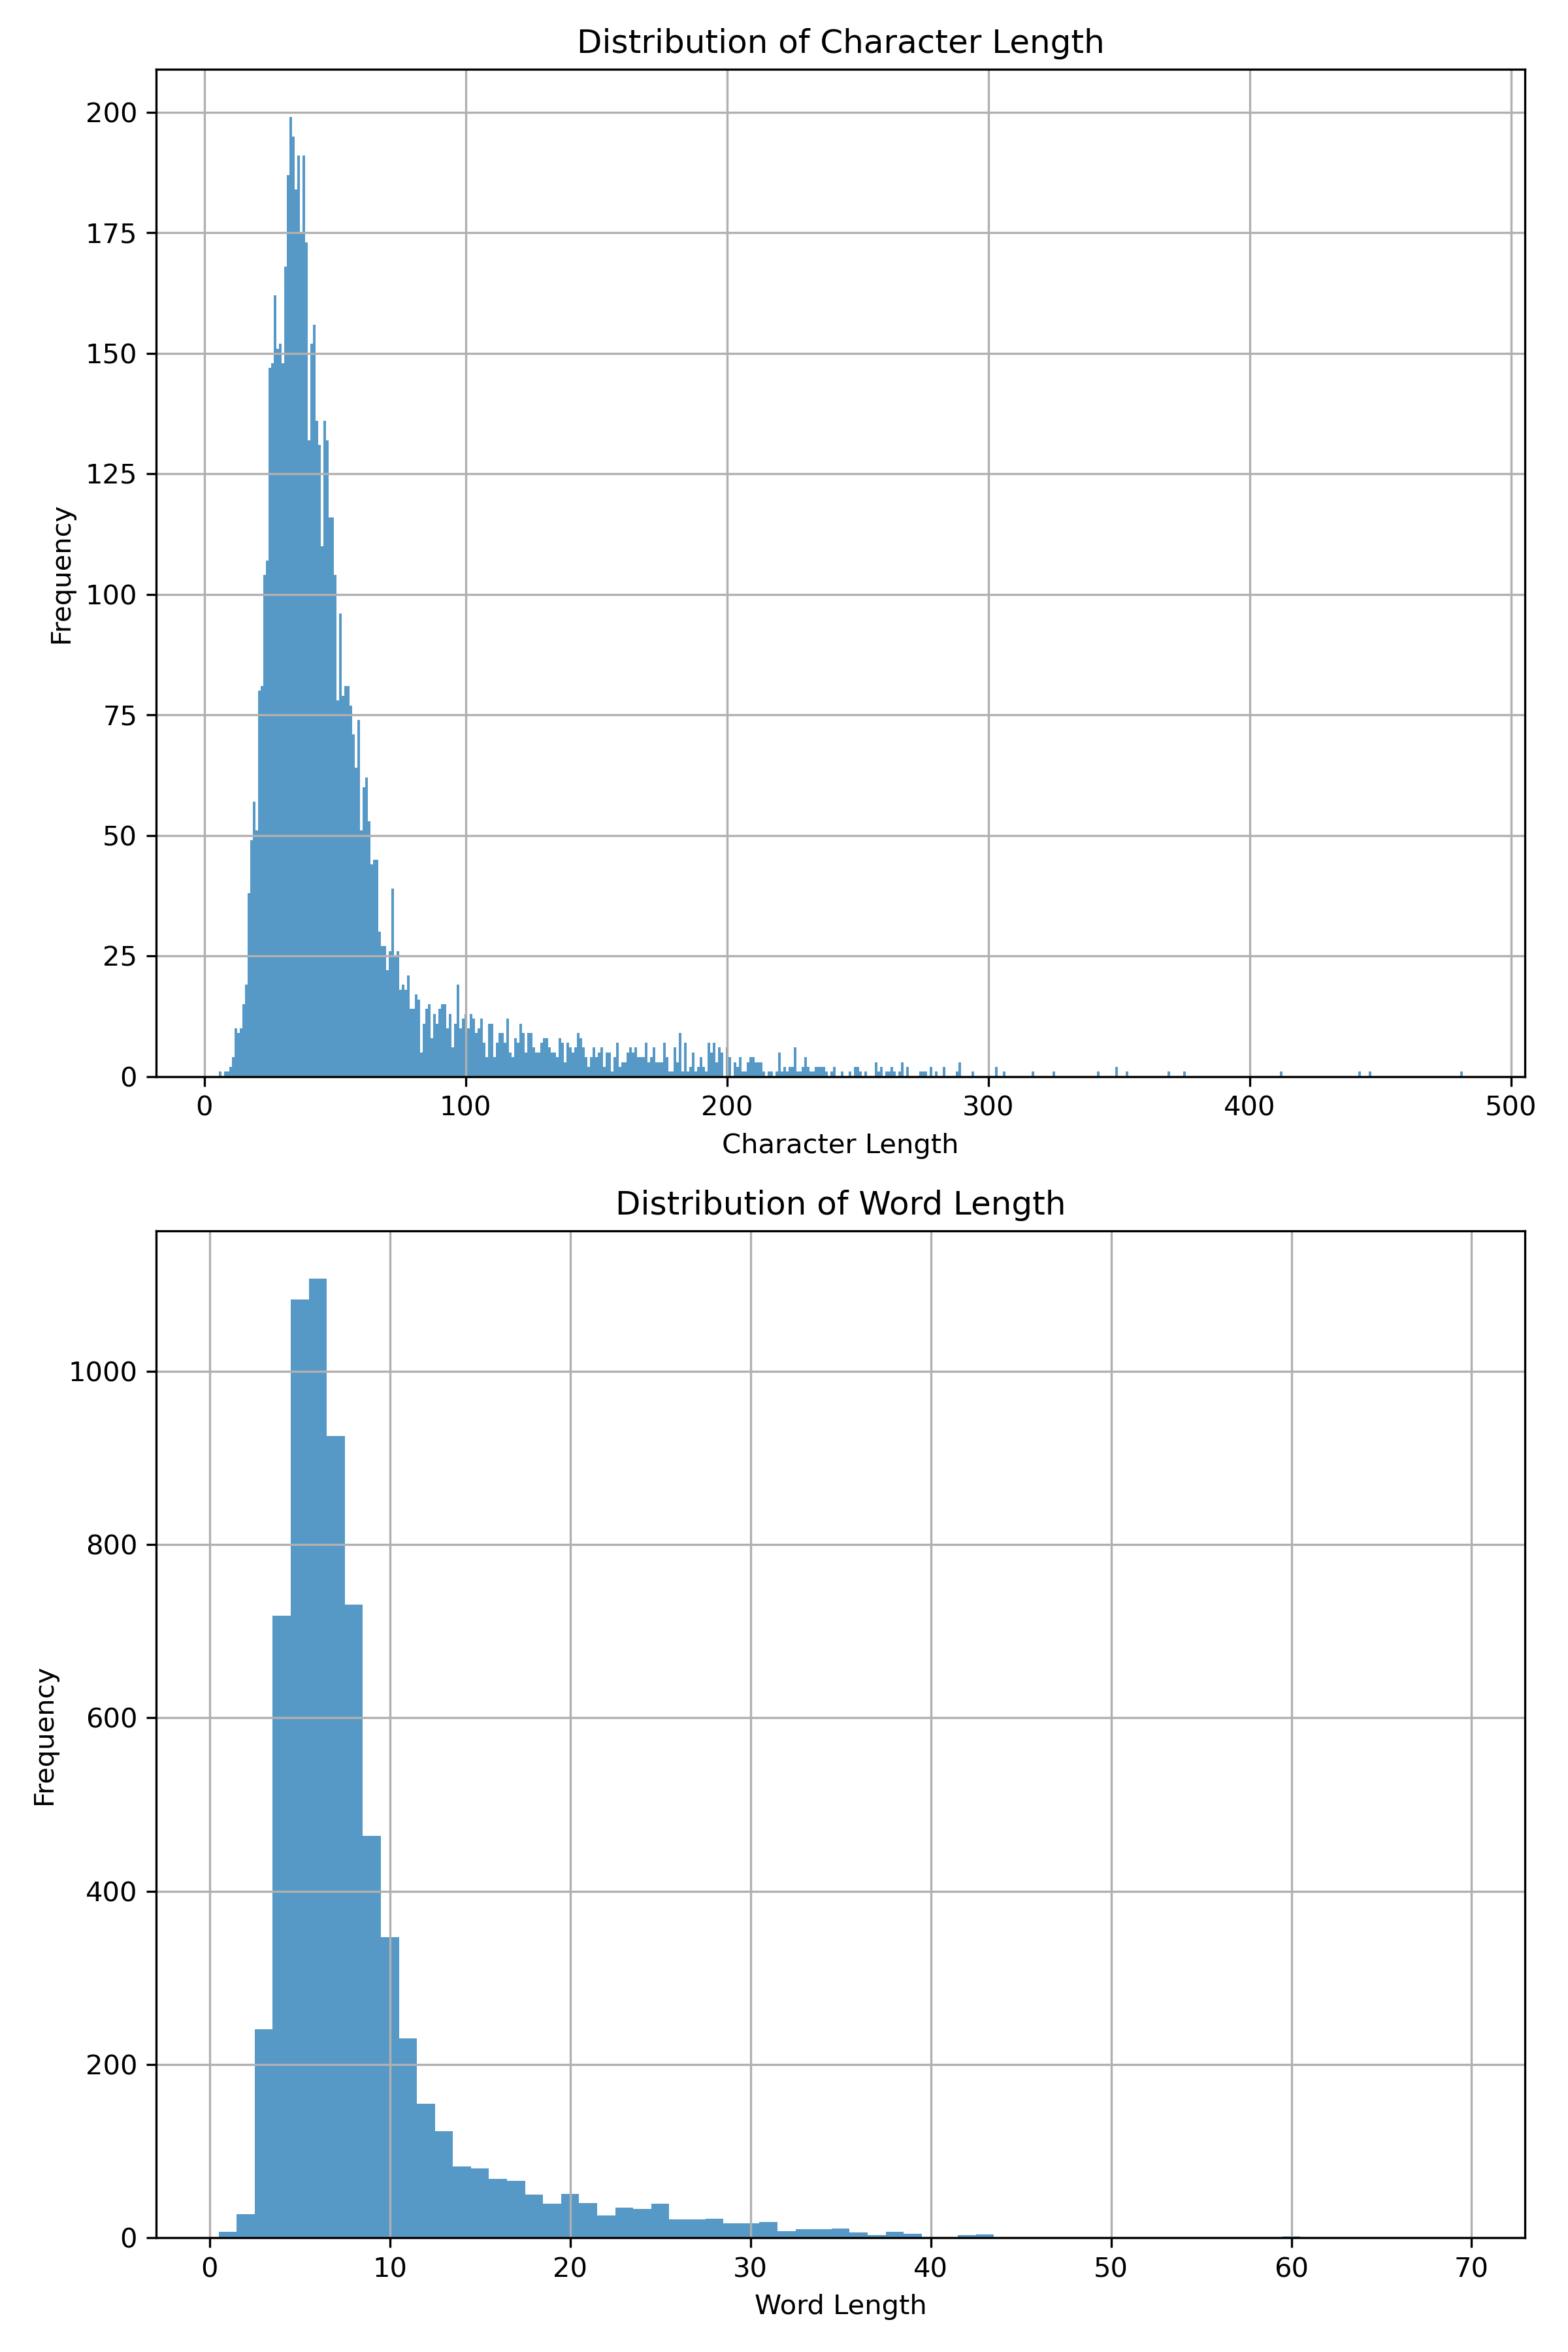 Distribution of Character Length
200
175
150
125
100
75
50
25
0
Frequency
0 100 200 300 400 500
Character Length
Distribution of Word Length
1000
800
600
400
200
0
Frequency
0 10 20 30 40 50 60 70
Word Length